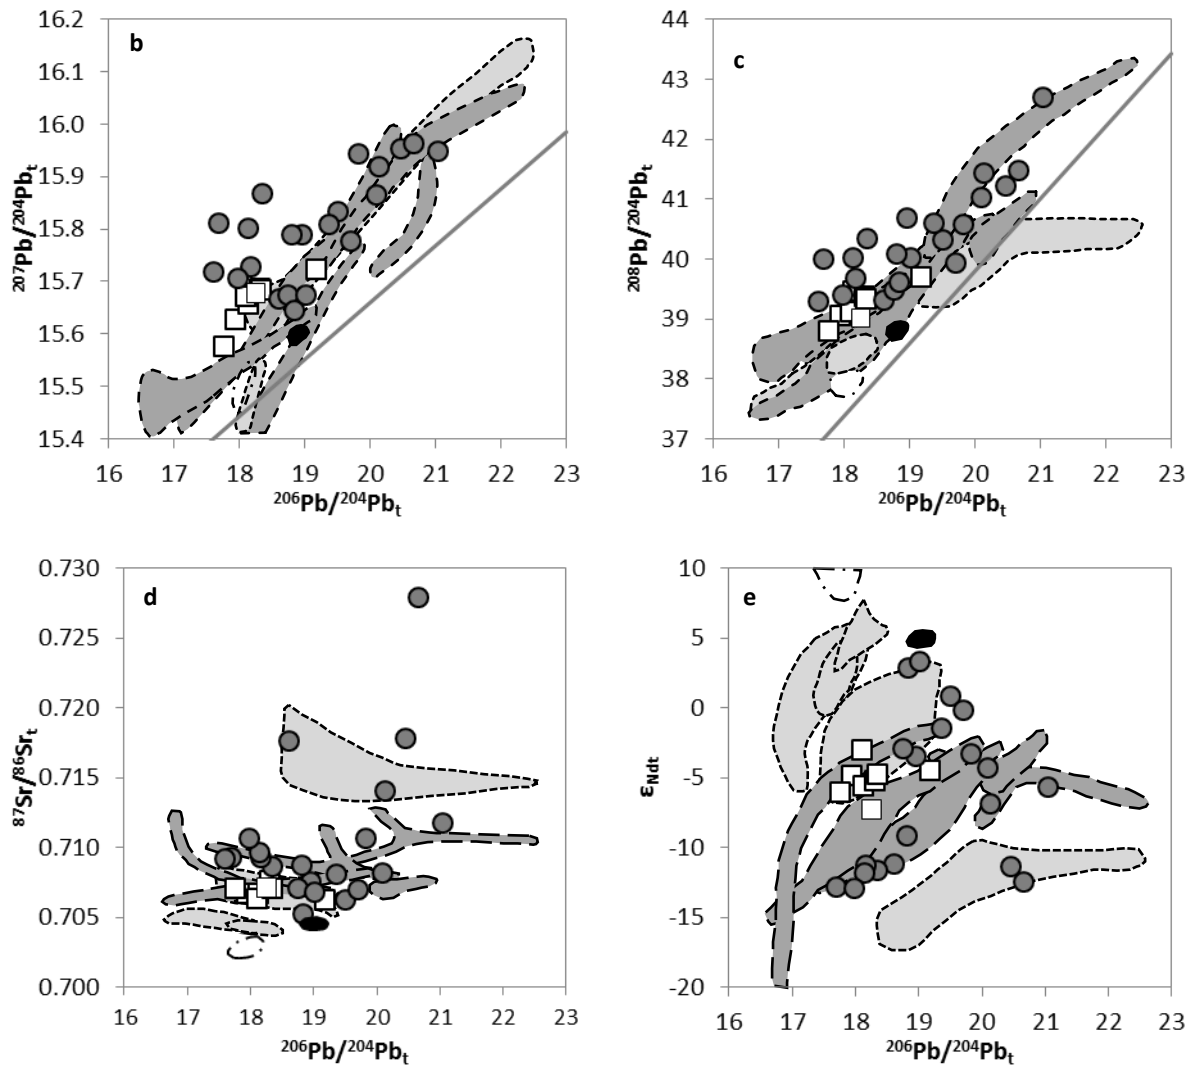 b
16.2
16.1
16.0
15.9
15.8
15.7
15.6
15.5
15.4
²⁰⁷Pb/²⁰⁴Pbₜ
16 17 18 19 20 21 22 23
²⁰⁶Pb/²⁰⁴Pbₜ
c
44
43
42
41
40
39
38
37
²⁰⁸Pb/²⁰⁴Pbₜ
16 17 18 19 20 21 22 23
²⁰⁶Pb/²⁰⁴Pbₜ
d
0.730
0.725
0.720
0.715
0.710
0.705
0.700
⁸⁷Sr/⁸⁶Srₜ
16 17 18 19 20 21 22 23
²⁰⁶Pb/²⁰⁴Pbₜ
e
10
5
0
-5
-10
-15
-20
εNdt
16 17 18 19 20 21 22 23
²⁰⁶Pb/²⁰⁴Pbₜ